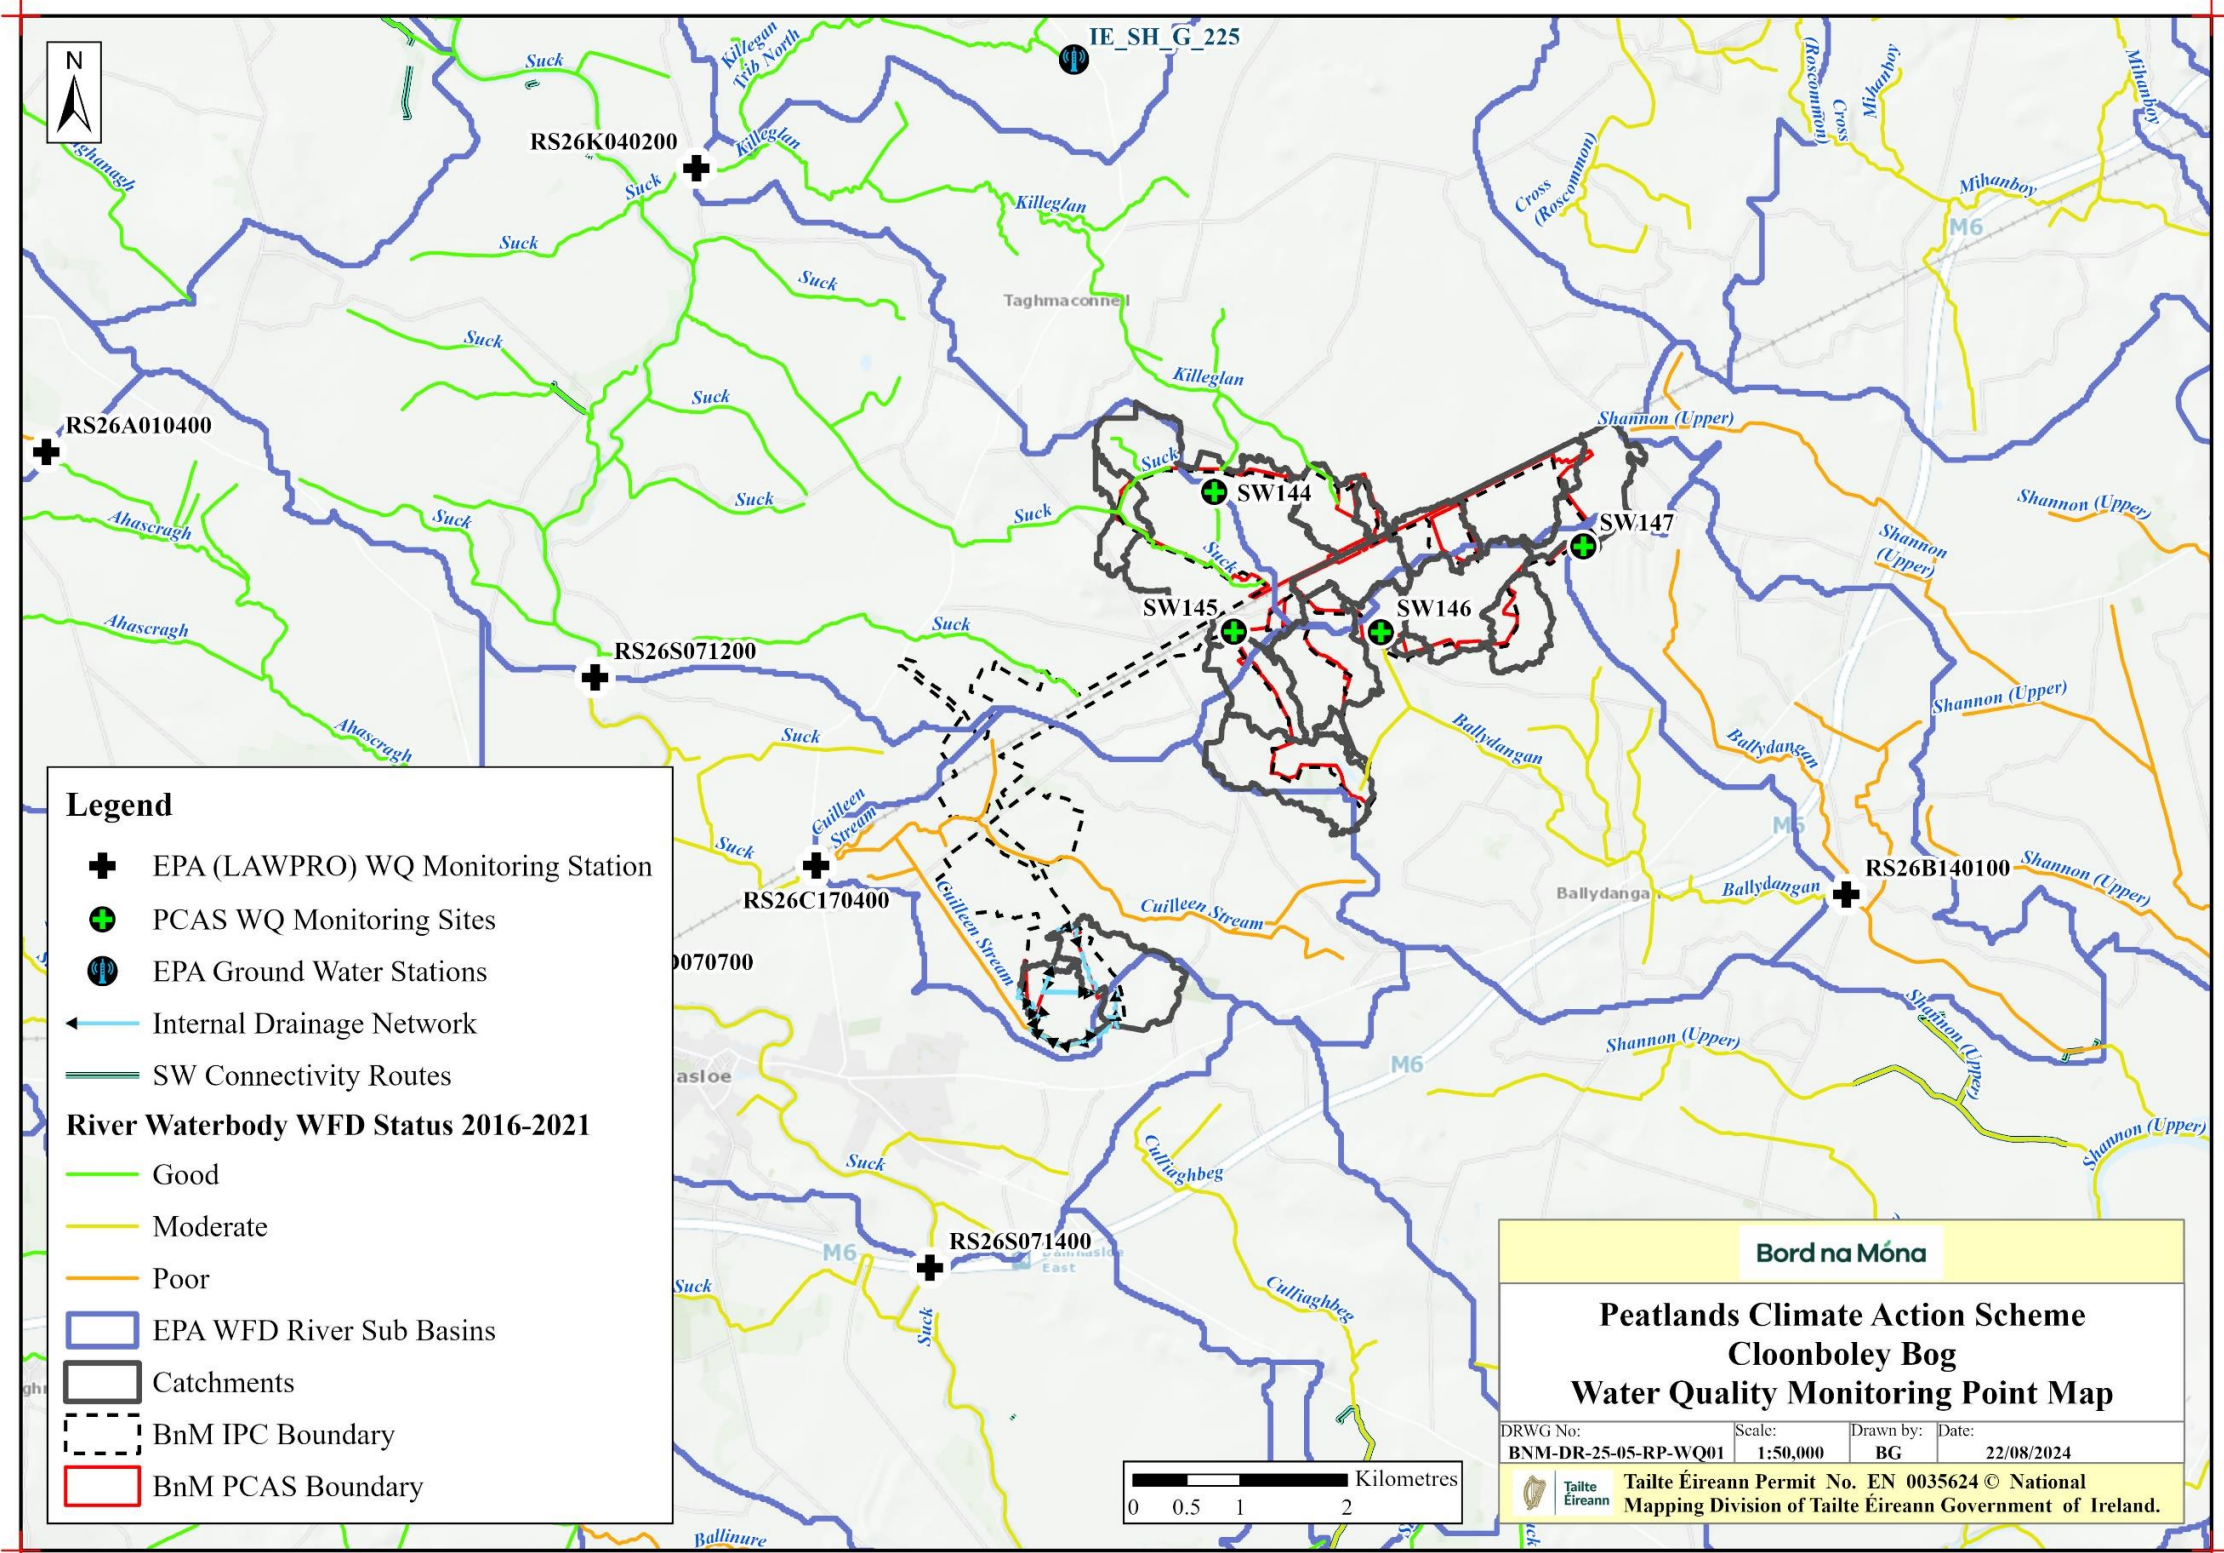 IE_SH_G_225
N
Suck
Killegan
Trib North
(Roscommon)
Cross
Mihanboy
Mihanboy
RS26K040200
Killeglan
Suck
Cross
(Roscommon)
Mihanboy
M6
Killeglan
Suck
Suck
Taghmaconnell
Suck
Killeglan
Suck
Shannon (Upper)
RS26A010400
Suck
SW144
Suck
Suck
Shannon (Upper)
Ahascragh
Suck
SW147
Shannon
(Upper)
Suck
SW145
SW146
Ahascragh
Suck
RS26S071200
Shannon (Upper)
Ahascragh
Suck
Ballydangan
Ballydangan
Cuilleen
Stream
M6
Suck
RS26C170400
Cuilleen Stream
Cuilleen Stream
Ballydangan
Ballydangan
RS26B140100
Shannon (Upper)
D070700
Shannon (Upper)
Shannon (Upper)
M6
asloe
Shannon (Upper)
Suck
Culliaghbeg
RS26S071400
M6
East
Suck
Suck
Culliaghbeg
Ballinure
Legend
EPA (LAWPRO) WQ Monitoring Station
PCAS WQ Monitoring Sites
EPA Ground Water Stations
Internal Drainage Network
SW Connectivity Routes
River Waterbody WFD Status 2016-2021
Good
Moderate
Poor
EPA WFD River Sub Basins
Catchments
BnM IPC Boundary
BnM PCAS Boundary
Kilometres
0 0.5 1 2
Bord na Móna
Peatlands Climate Action Scheme
Cloonboley Bog
Water Quality Monitoring Point Map
DRWG No: Scale: Drawn by: Date:
BNM-DR-25-05-RP-WQ01 1:50,000 BG 22/08/2024
Tailte
Éireann
Tailte Éireann Permit No. EN 0035624 © National
Mapping Division of Tailte Éireann Government of Ireland.